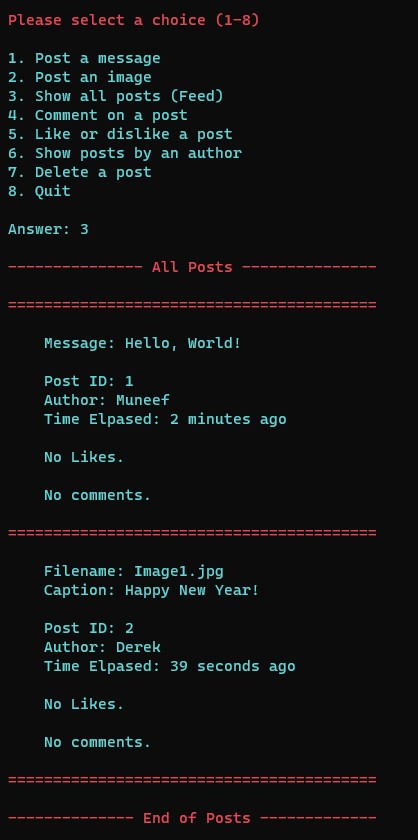 Please select a choice (1-8)
1. Post a message
2. Post an image
3. Show all posts (Feed)
4. Comment on a post
5. Like or dislike a post
6. Show posts by an author
7. Delete a post
8. Quit
Answer: 3
--------------- All Posts ---------------
=========================================
Message: Hello, World!
Post ID: 1
Author: Muneef
Time Elpased: 2 minutes ago
No Likes.
No comments.
=========================================
Filename: Image1.jpg
Caption: Happy New Year!
Post ID: 2
Author: Derek
Time Elpased: 39 seconds ago
No Likes.
No comments.
=========================================
-------------- End of Posts -------------